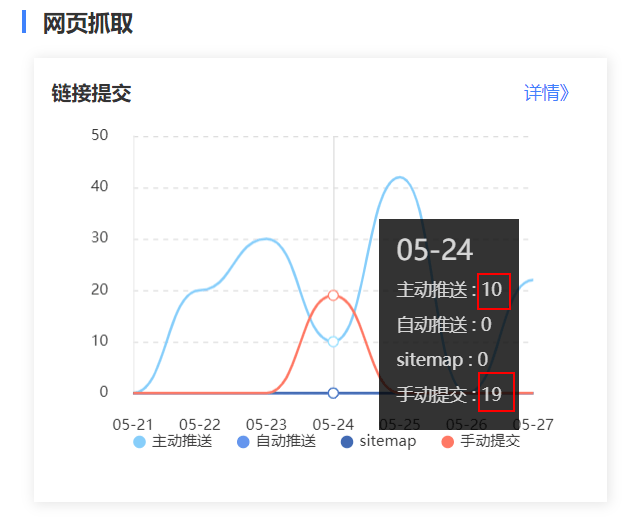 网页抓取
链接提交 详情》
50
40
30
20
10
0
05-24
主动推送 : 10
自动推送 : 0
sitemap : 0
手动提交 : 19
05-21 05-22 05-23 05-24 05-25 05-26 05-27
主动推送 自动推送 sitemap 手动提交